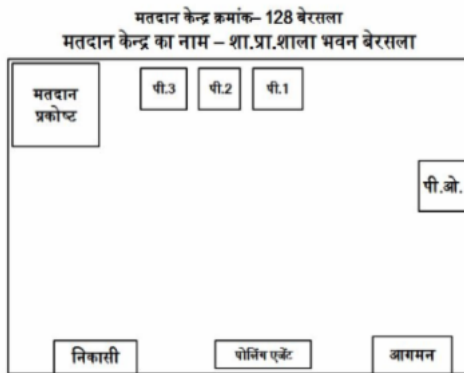 मतदान केन्द्र क्रमांक– 128 बेरसला
मतदान केन्द्र का नाम – शा.प्रा.शाला भवन बेरसला
मतदान
प्रकोष्ट
पी.3
पी.2
पी.1
पी.ओ.
निकासी
पोलिंग एजेंट
आगमन